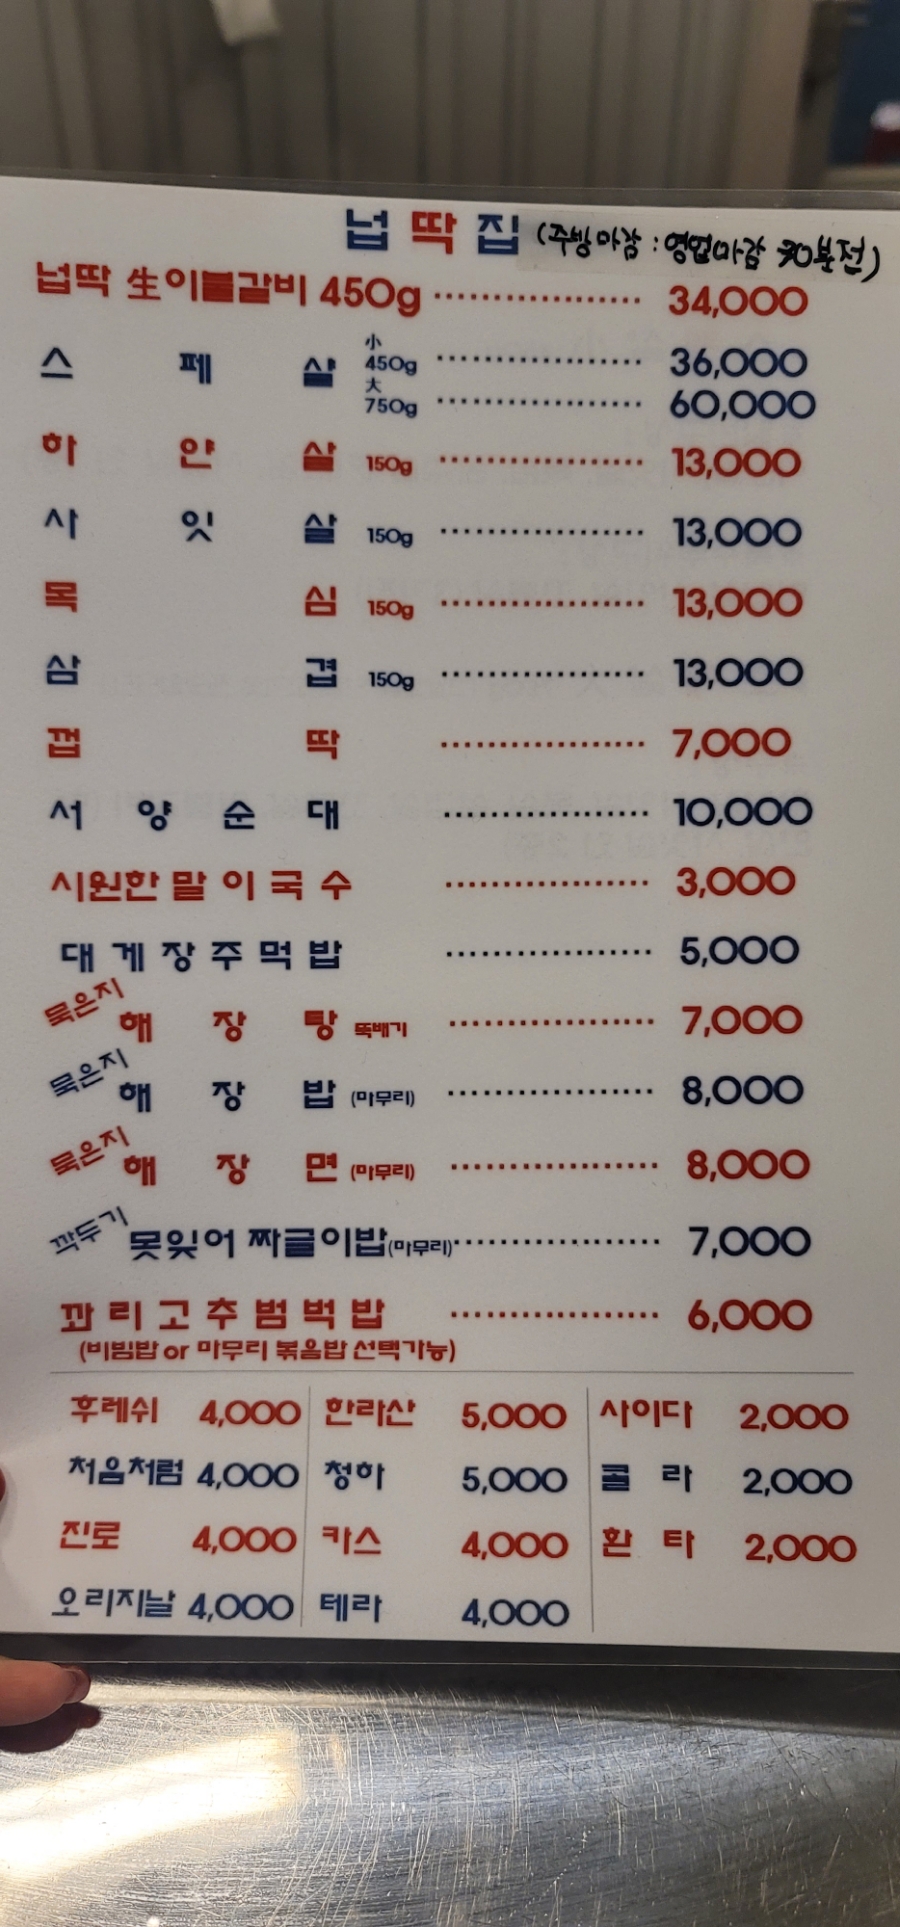 넙딱집 (주방마감 : 영업마감 30분전)
넙딱 生이불갈비 450g ················· 34,000
스페샬 小 450g ················· 36,000
大 750g ················· 60,000
하얀살 150g ················· 13,000
사잇살 150g ················· 13,000
목심 150g ················· 13,000
삼겹 150g ················· 13,000
껍딱 ················· 7,000
서양순대 ················· 10,000
시원한말이국수 ················· 3,000
대게장주먹밥 ················· 5,000
묵은지 해장탕 뚝배기 ················· 7,000
묵은지 해장밥 (마무리) ················· 8,000
묵은지 해장면 (마무리) ················· 8,000
깍두기 못잊어 짜글이밥(마무리) ················· 7,000
꽈리고추범벅밥 ················· 6,000
(비빔밥 or 마무리 볶음밥 선택가능)
후레쉬 4,000 한라산 5,000 사이다 2,000
처음처럼 4,000 청하 5,000 콜라 2,000
진로 4,000 카스 4,000 환타 2,000
오리지날 4,000 테라 4,000